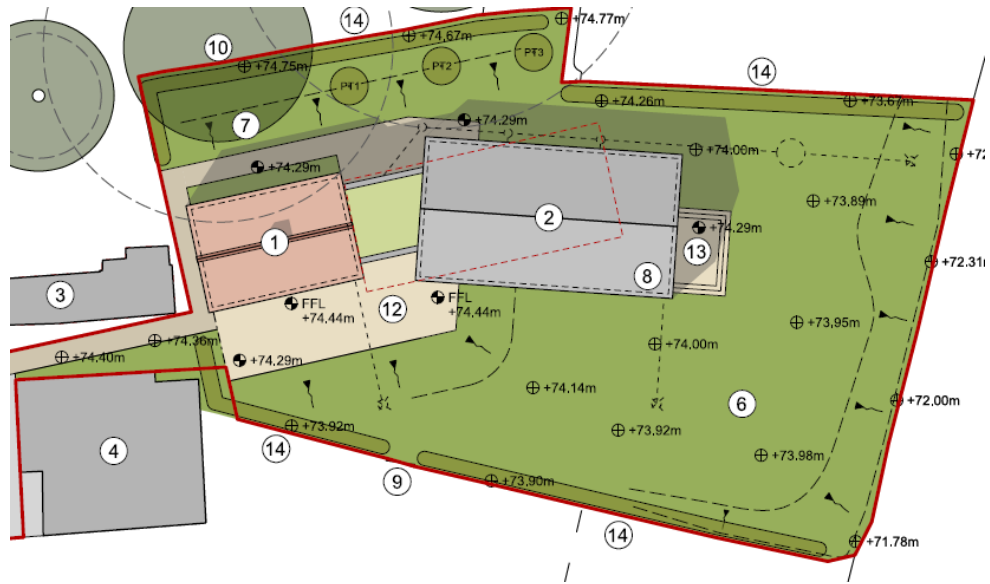 14
+74.77m
10
+74.67m
+74.75m
PT1
PT2
PT3
14
+74.26m
+73.67m
7
+74.29m
+74.29m
+74.00m
72.
+73.89m
1
2
+74.29m
13
+72.31m
8
3
FFL
+74.44m
12
FFL
+74.44m
+73.95m
+74.36m
+74.40m
+74.29m
+74.00m
+74.14m
6
+72.00m
+73.92m
14
+73.92m
4
9
+73.90m
+73.98m
14
+71.78m